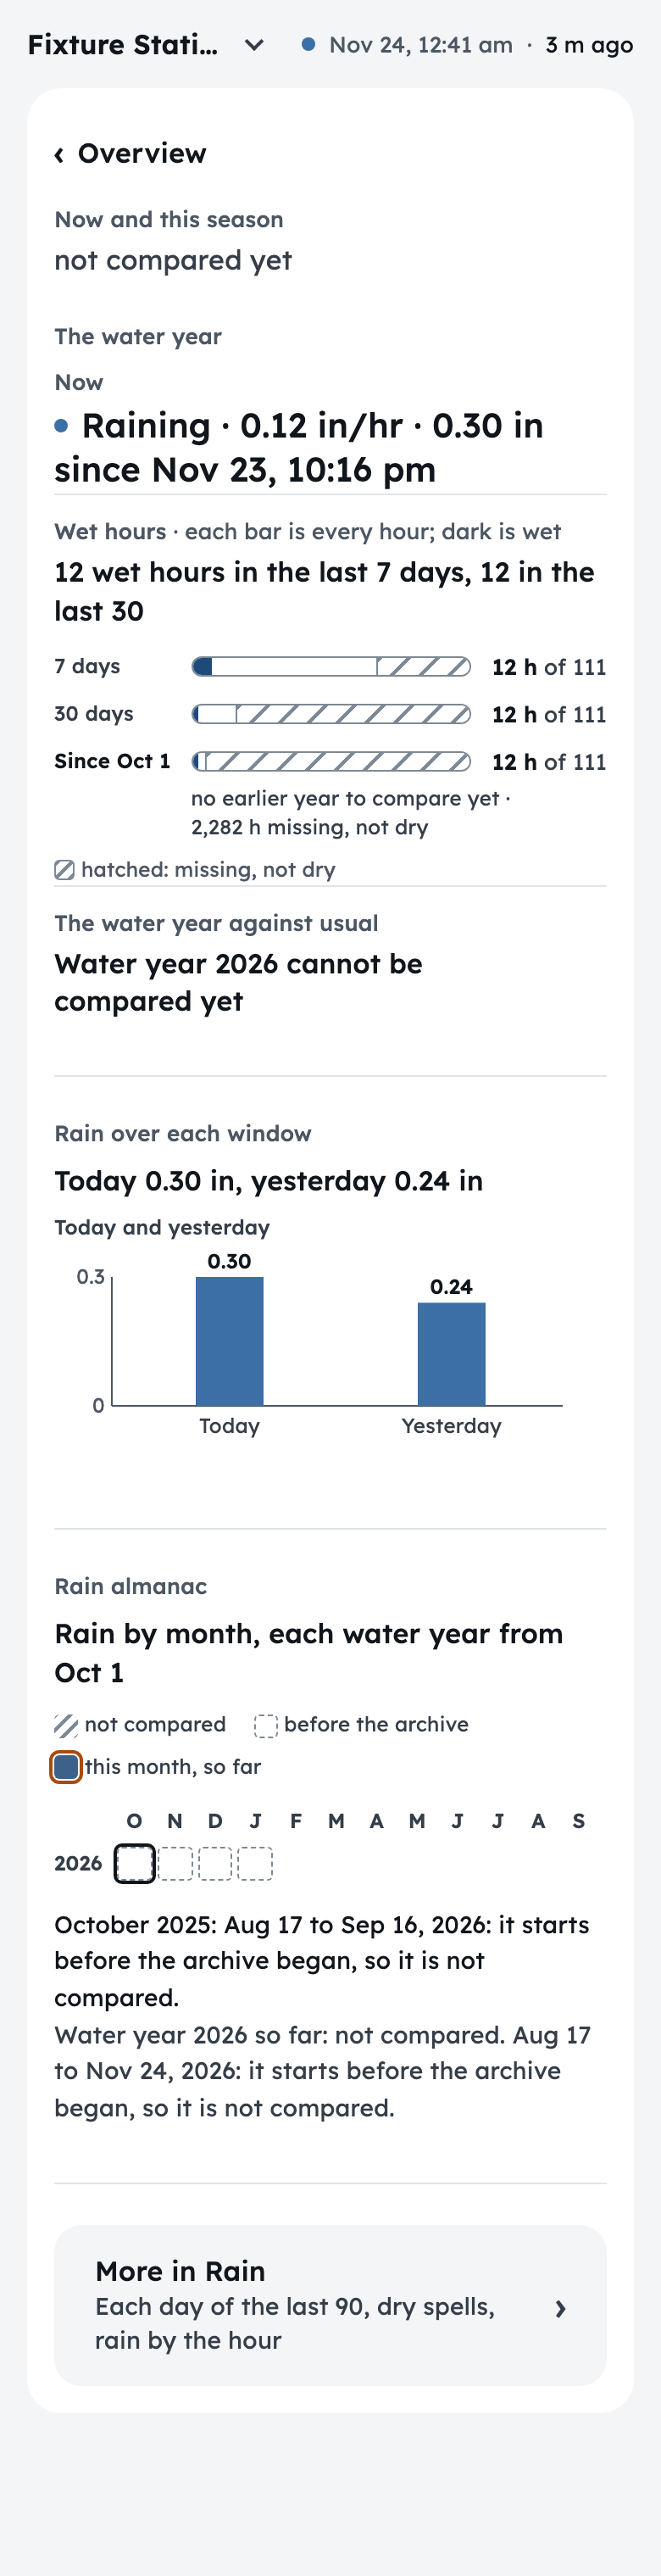 Fixture Stati... Nov 24, 12:41 am · 3 m ago
‹ Overview
Now and this season
not compared yet
The water year
Now
Raining · 0.12 in/hr · 0.30 in
since Nov 23, 10:16 pm
Wet hours · each bar is every hour; dark is wet
12 wet hours in the last 7 days, 12 in the
last 30
7 days 12 h of 111
30 days 12 h of 111
Since Oct 1 12 h of 111
no earlier year to compare yet ·
2,282 h missing, not dry
hatched: missing, not dry
The water year against usual
Water year 2026 cannot be
compared yet
Rain over each window
Today 0.30 in, yesterday 0.24 in
Today and yesterday
0.30
0.3
0.24
0
Today Yesterday
Rain almanac
Rain by month, each water year from
Oct 1
not compared before the archive
this month, so far
O N D J F M A M J J A S
2026
October 2025: Aug 17 to Sep 16, 2026: it starts
before the archive began, so it is not
compared.
Water year 2026 so far: not compared. Aug 17
to Nov 24, 2026: it starts before the archive
began, so it is not compared.
More in Rain
Each day of the last 90, dry spells,
rain by the hour ›